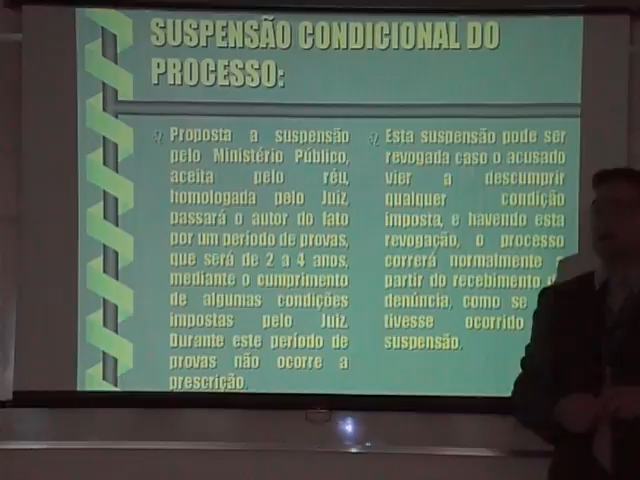 SUSPENSÃO CONDICIONAL DO
PROCESSO:
Proposta a suspensão
pelo Ministério Público,
aceita pelo réu,
homologada pelo Juiz,
passará o autor do fato
por um período de provas,
que será de 2 a 4 anos,
mediante o cumprimento
de algumas condições
impostas pelo Juiz.
Durante este período de
provas não ocorre a
prescrição.
Esta suspensão pode ser
revogada caso o acusado
vier a descumprir
qualquer condição
imposta, e havendo esta
revogação, o processo
correrá normalmente
partir do recebimento
denúncia, como se
tivesse ocorrido
suspensão.